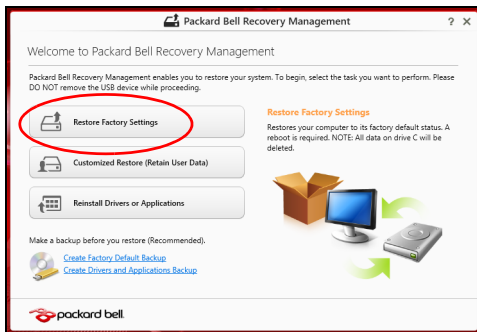 Packard Bell Recovery Management ? X
Welcome to Packard Bell Recovery Management
Packard Bell Recovery Management enables you to restore your system. To begin, select the task you want to perform. Please
DO NOT remove the USB device while proceeding.
Restore Factory Settings
Customized Restore (Retain User Data)
Reinstall Drivers or Applications
Restore Factory Settings
Restores your computer to its factory default status. A
reboot is required. NOTE: All data on drive C will be
deleted.
Make a backup before you restore (Recommended).
Create Factory Default Backup
Create Drivers and Applications Backup
packard bell